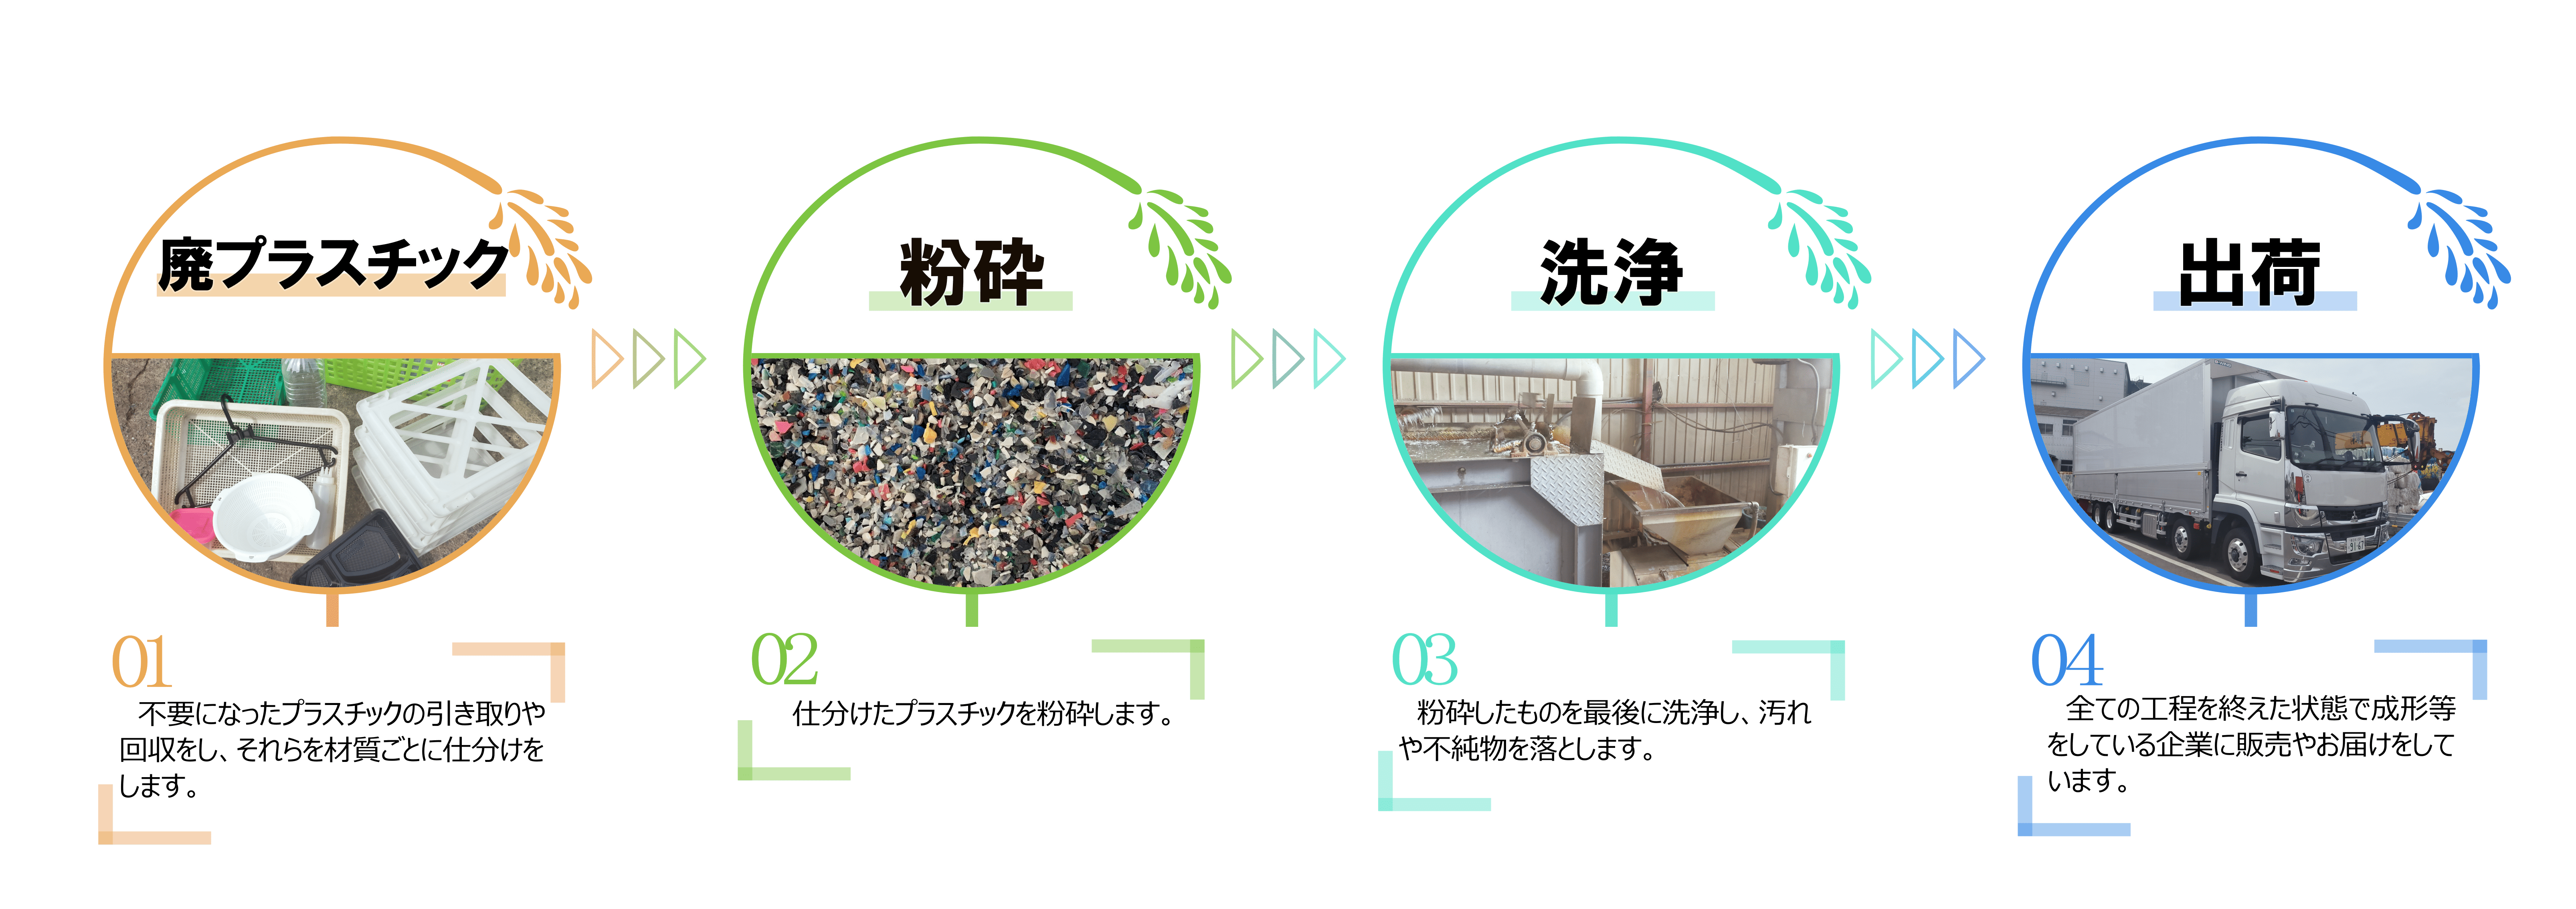 廃プラスチック
粉砕
洗浄
出荷
01
不要になったプラスチックの引き取りや
回収をし、それらを材質ごとに仕分けを
します。
02
仕分けたプラスチックを粉砕します。
03
粉砕したものを最後に洗浄し、汚れ
や不純物を落とします。
04
全ての工程を終えた状態で成形等
をしている企業に販売やお届けをして
います。